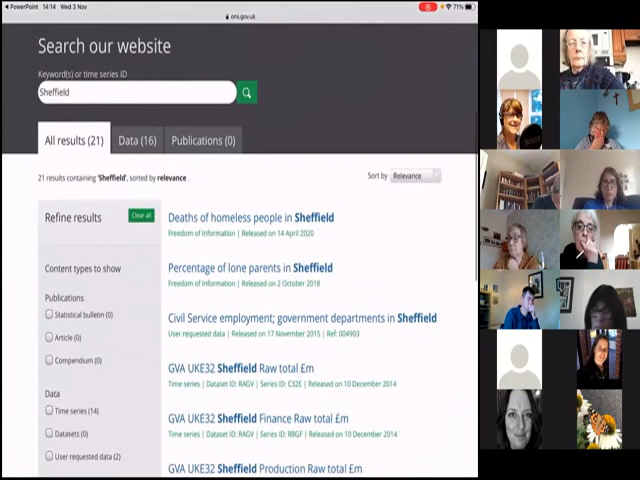 PowerPoint 14:14 Wed 3 Nov
71%
ons.gov.uk
Search our website
Keyword(s) or time series ID
Sheffield
All results (21)
Data (16)
Publications (0)
21 results containing 'Sheffield', sorted by relevance .
Sort by Relevance
Refine results
Clear all
Content types to show
Publications
Statistical bulletin (0)
Article (0)
Compendium (0)
Data
Time series (14)
Datasets (0)
User requested data (2)
Deaths of homeless people in Sheffield
Freedom of Information | Released on 14 April 2020
Percentage of lone parents in Sheffield
Freedom of Information | Released on 2 October 2018
Civil Service employment; government departments in Sheffield
User requested data | Released on 17 November 2015 | Ref: 004903
GVA UKE32 Sheffield Raw total £m
Time series | Dataset ID: RAGV | Series ID: C32E | Released on 10 December 2014
GVA UKE32 Sheffield Finance Raw total £m
Time series | Dataset ID: RAGV | Series ID: R8GF | Released on 10 December 2014
GVA UKE32 Sheffield Production Raw total £m